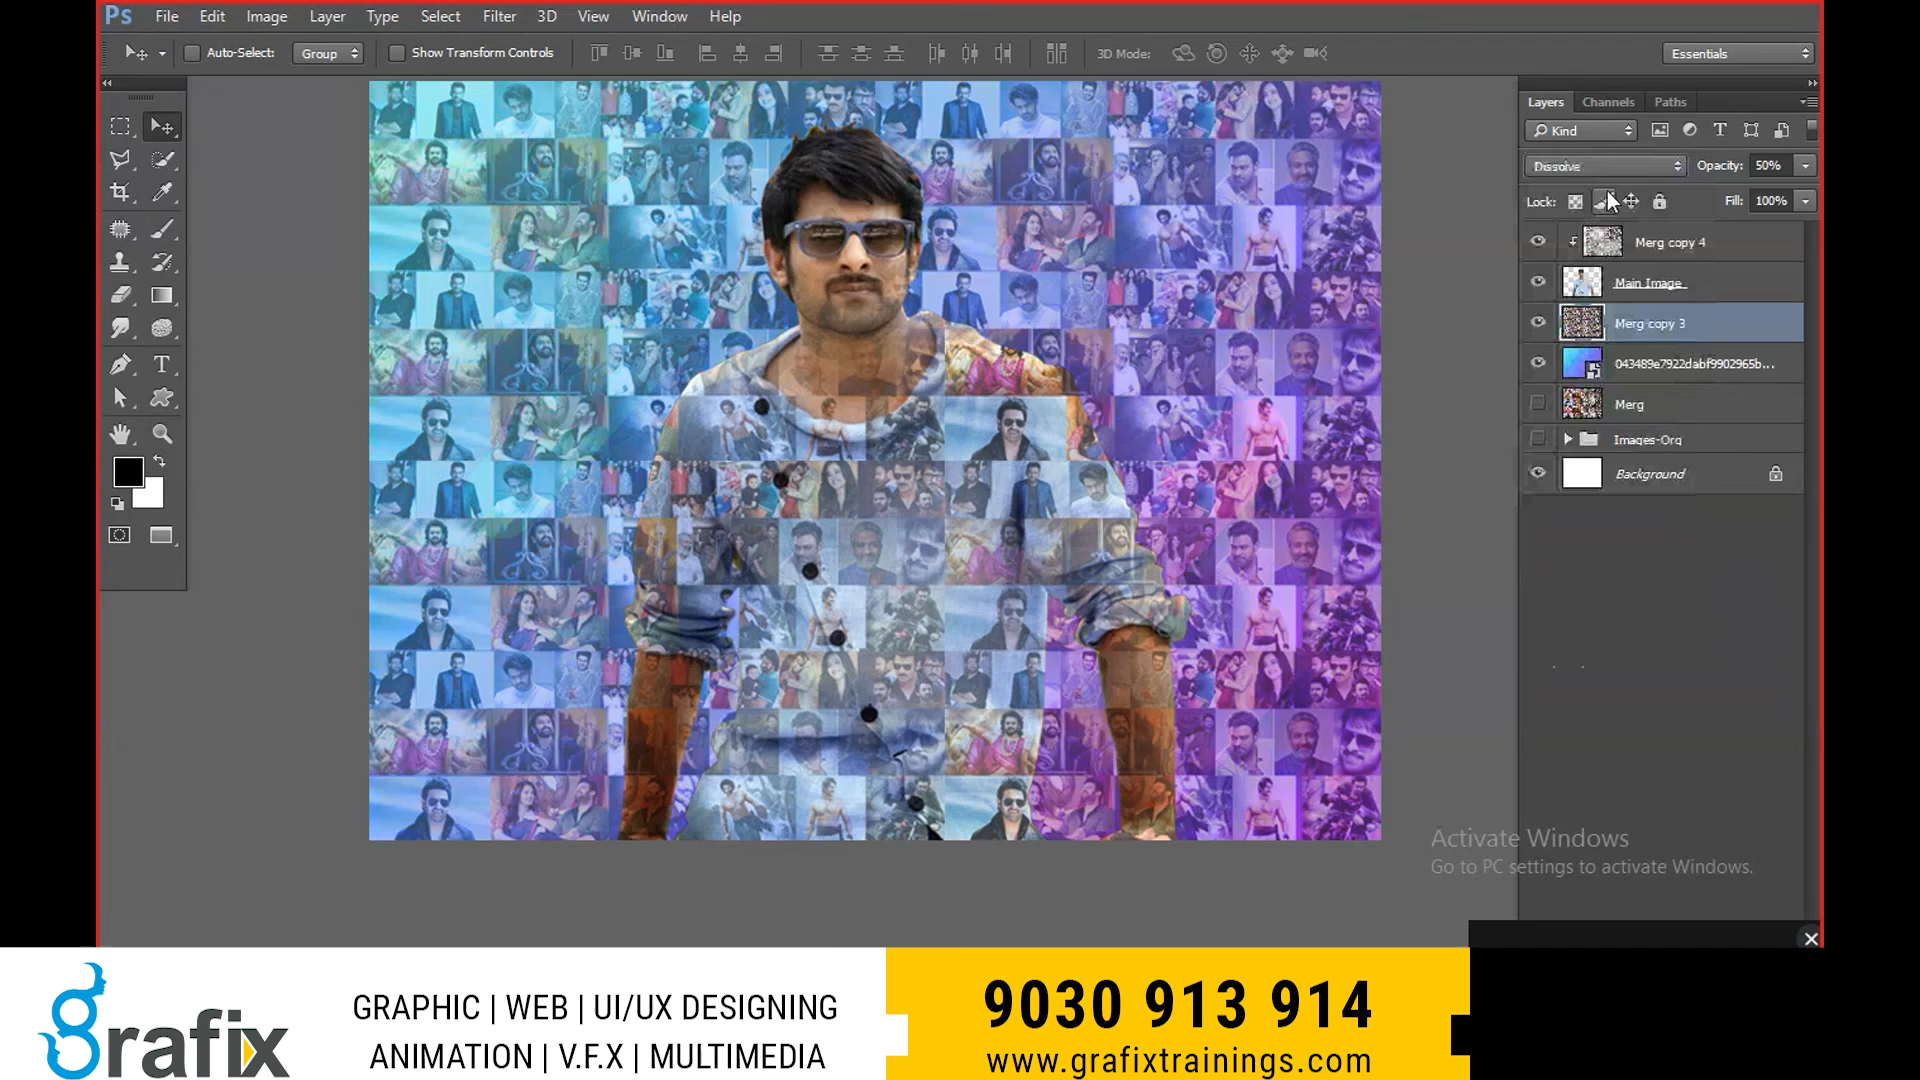 Ps File Edit Image Layer Type Select Filter 3D View Window Help
Auto-Select: Group Show Transform Controls 3D Mode: Essentials
Layers Channels Paths
Kind
Dissolve Opacity: 50%
Lock: Fill: 100%
Merg copy 4
Main Image
Merg copy 3
043489e7922dabf9902965b...
Merg
Images-Org
Background
Activate Windows
Go to PC settings to activate Windows.
grafix
GRAPHIC | WEB | UI/UX DESIGNING
ANIMATION | V.F.X | MULTIMEDIA
9030 913 914
www.grafixtrainings.com